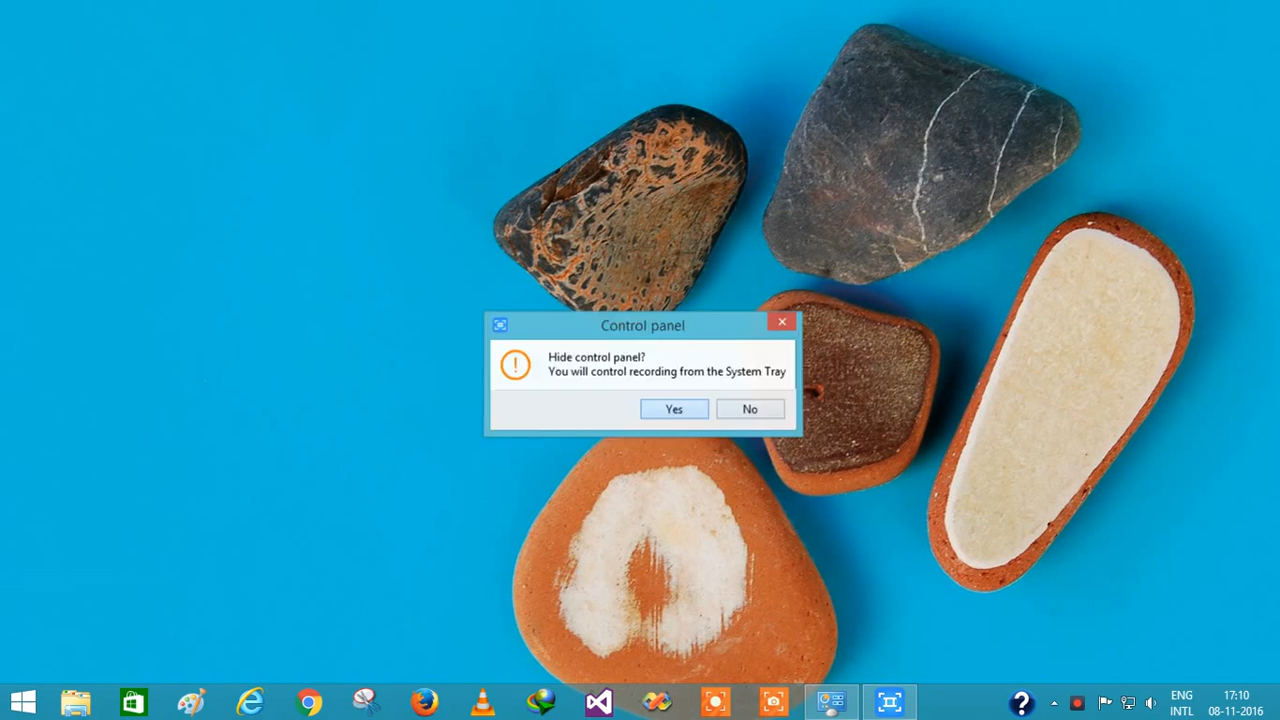 Control panel
Hide control panel?
You will control recording from the System Tray
Yes
No
ENG
INTL
17:10
08-11-2016